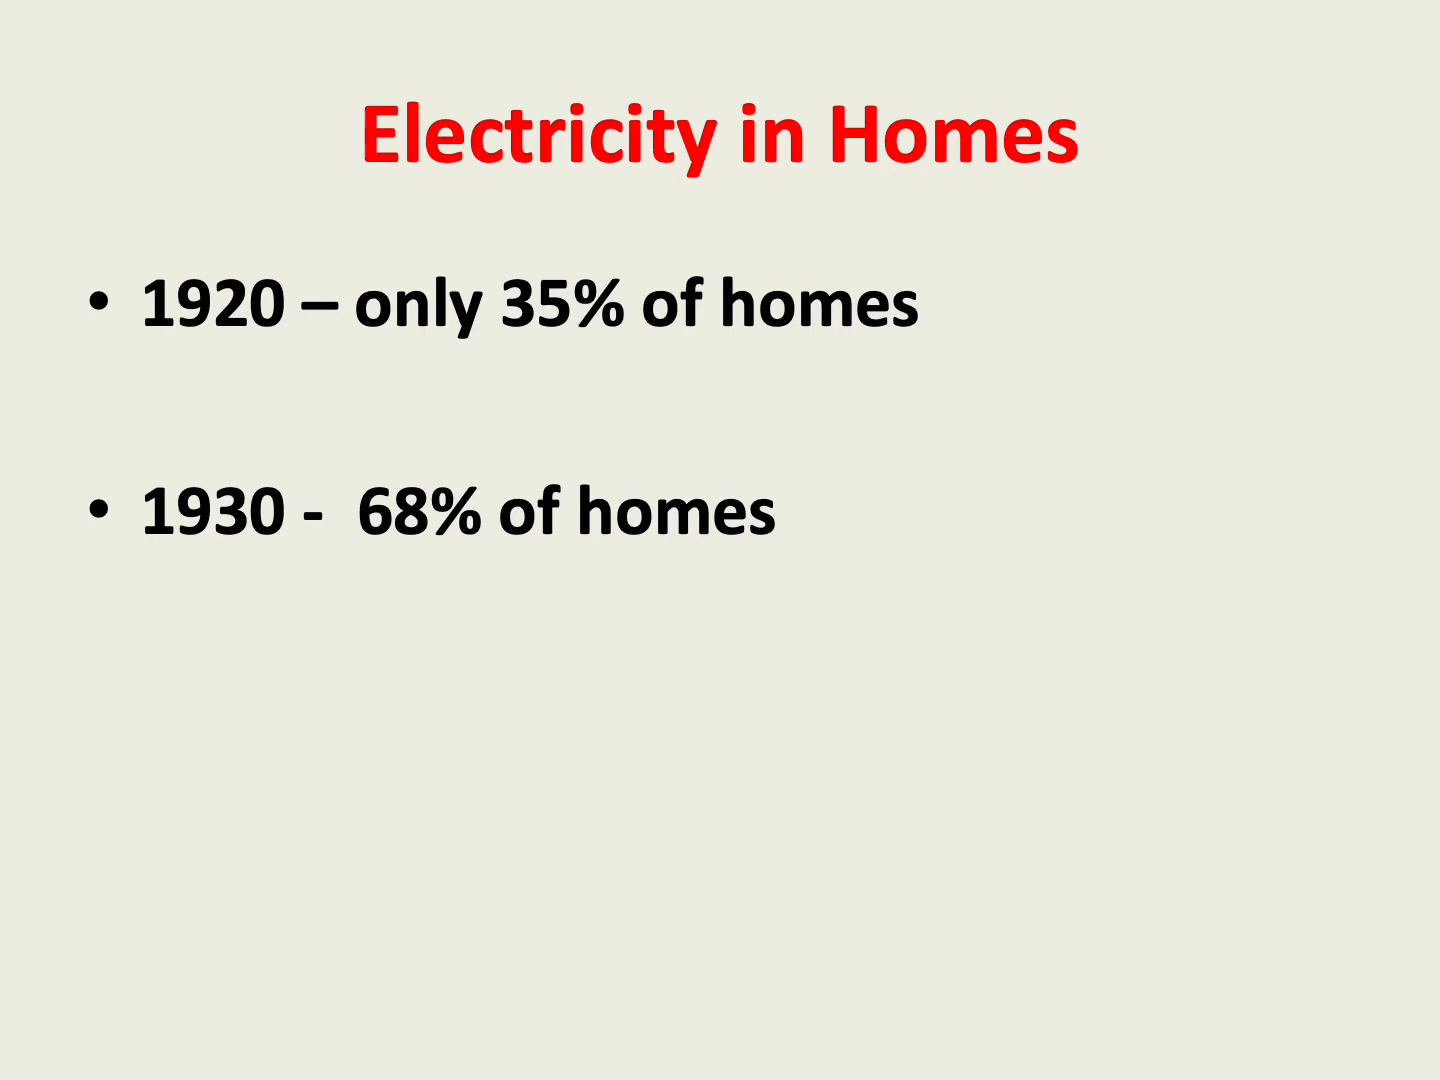 Electricity in Homes
• 1920 – only 35% of homes
• 1930 -  68% of homes